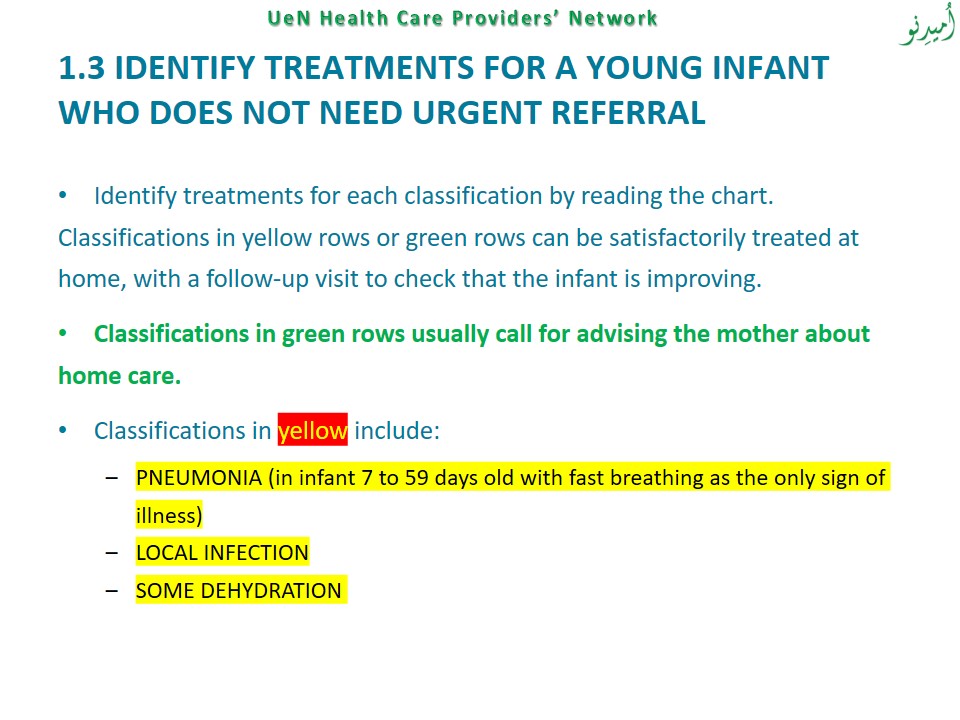 UeN Health Care Providers’ Network
اُمیدِنو
1.3 IDENTIFY TREATMENTS FOR A YOUNG INFANT
WHO DOES NOT NEED URGENT REFERRAL
• Identify treatments for each classification by reading the chart.
Classifications in yellow rows or green rows can be satisfactorily treated at
home, with a follow-up visit to check that the infant is improving.
• Classifications in green rows usually call for advising the mother about
home care.
• Classifications in yellow include:
– PNEUMONIA (in infant 7 to 59 days old with fast breathing as the only sign of
illness)
– LOCAL INFECTION
– SOME DEHYDRATION